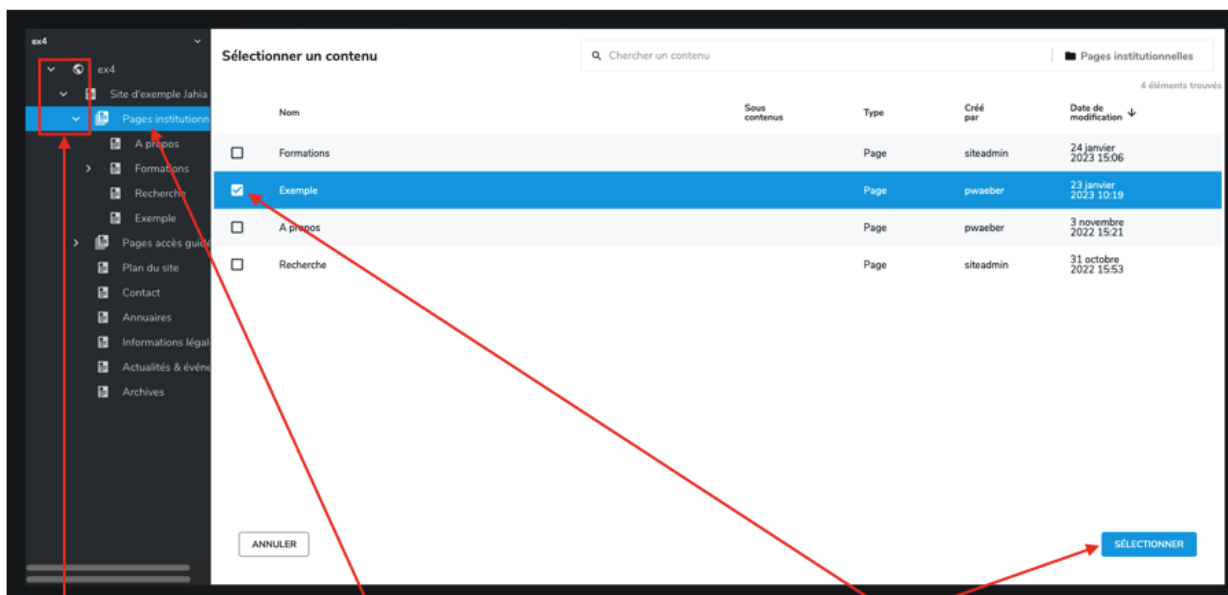 ex4
ex4
Site d'exemple Jahia
Pages institutionn
A propos
Formations
Recherche
Exemple
Pages accès guidé
Plan du site
Contact
Annuaires
Informations légal
Actualités & événe
Archives
Sélectionner un contenu
Chercher un contenu
Pages institutionnelles
4 éléments trouvés
Nom Sous contenus Type Créé par Date de modification
Formations Page siteadmin 24 janvier 2023 15:06
Exemple Page pwaeber 23 janvier 2023 10:19
A propos Page pwaeber 3 novembre 2022 15:21
Recherche Page siteadmin 31 octobre 2022 15:53
ANNULER
SÉLECTIONNER